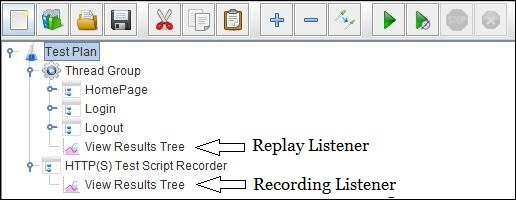 Test Plan
Thread Group
HomePage
Login
Logout
View Results Tree Replay Listener
HTTP(S) Test Script Recorder
View Results Tree Recording Listener